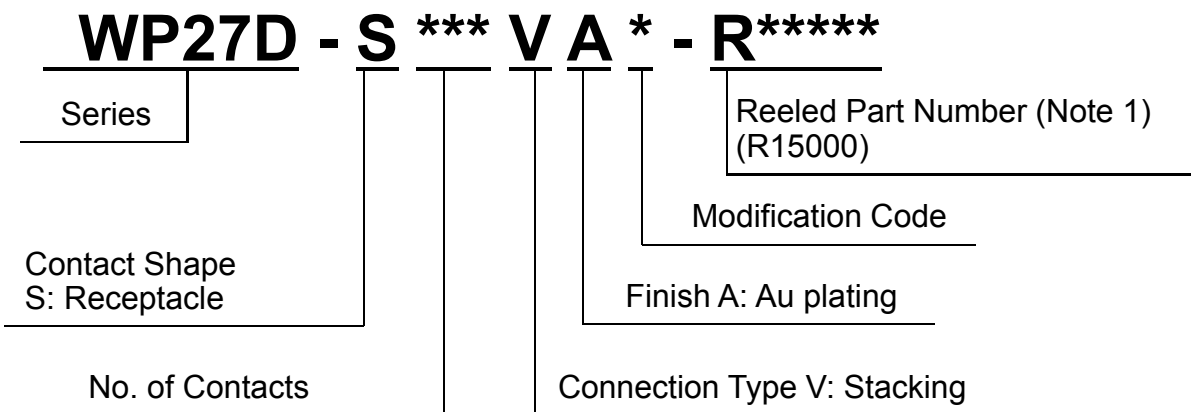 WP27D - S *** V A * - R*****
Series
Reeled Part Number (Note 1)
(R15000)
Modification Code
Contact Shape
S: Receptacle
Finish A: Au plating
No. of Contacts
Connection Type V: Stacking